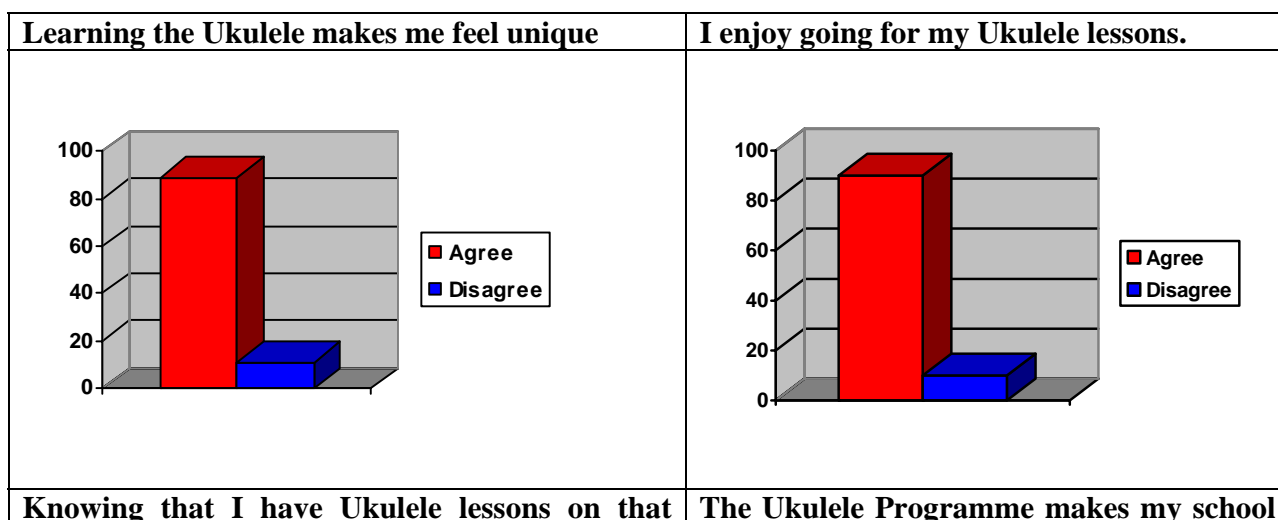 Learning the Ukulele makes me feel unique
I enjoy going for my Ukulele lessons.
100
80
60
40
20
0
Agree
Disagree
100
80
60
40
20
0
Agree
Disagree
Knowing that I have Ukulele lessons on that
The Ukulele Programme makes my school